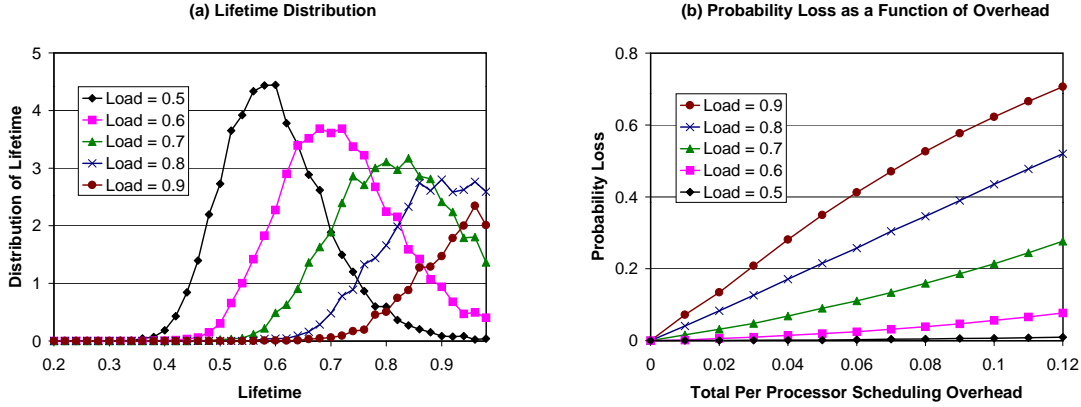 (a) Lifetime Distribution
5
4
3
2
1
0
Distribution of Lifetime
Load = 0.5
Load = 0.6
Load = 0.7
Load = 0.8
Load = 0.9
0.2 0.3 0.4 0.5 0.6 0.7 0.8 0.9
Lifetime
(b) Probability Loss as a Function of Overhead
0.8
0.6
0.4
0.2
0
Probability Loss
Load = 0.9
Load = 0.8
Load = 0.7
Load = 0.6
Load = 0.5
0 0.02 0.04 0.06 0.08 0.1 0.12
Total Per Processor Scheduling Overhead